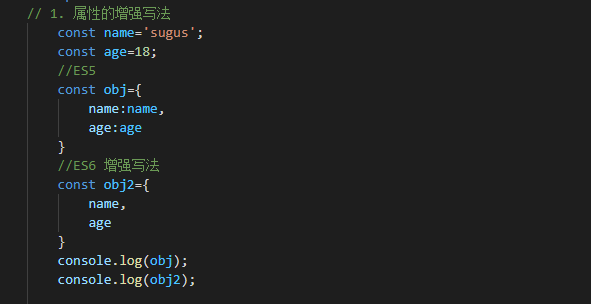 // 1. 属性的增强写法
const name='sugus';
const age=18;
//ES5
const obj={
name:name,
age:age
}
//ES6 增强写法
const obj2={
name,
age
}
console.log(obj);
console.log(obj2);